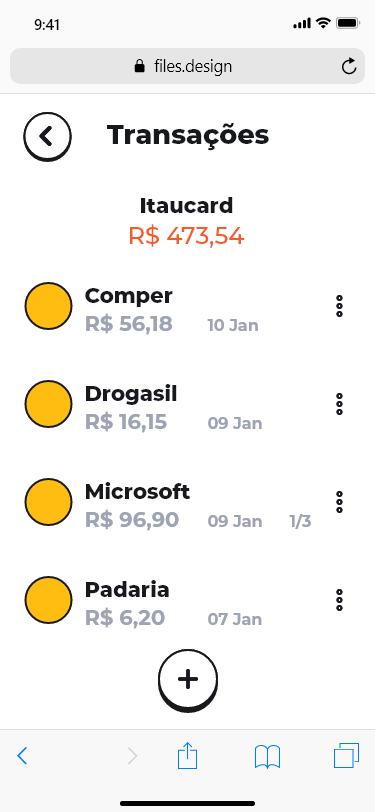 9:41
files.design
Transações
Itaucard
R$ 473,54
Comper
R$ 56,18 10 Jan
Drogasil
R$ 16,15 09 Jan
Microsoft
R$ 96,90 09 Jan 1/3
Padaria
R$ 6,20 07 Jan